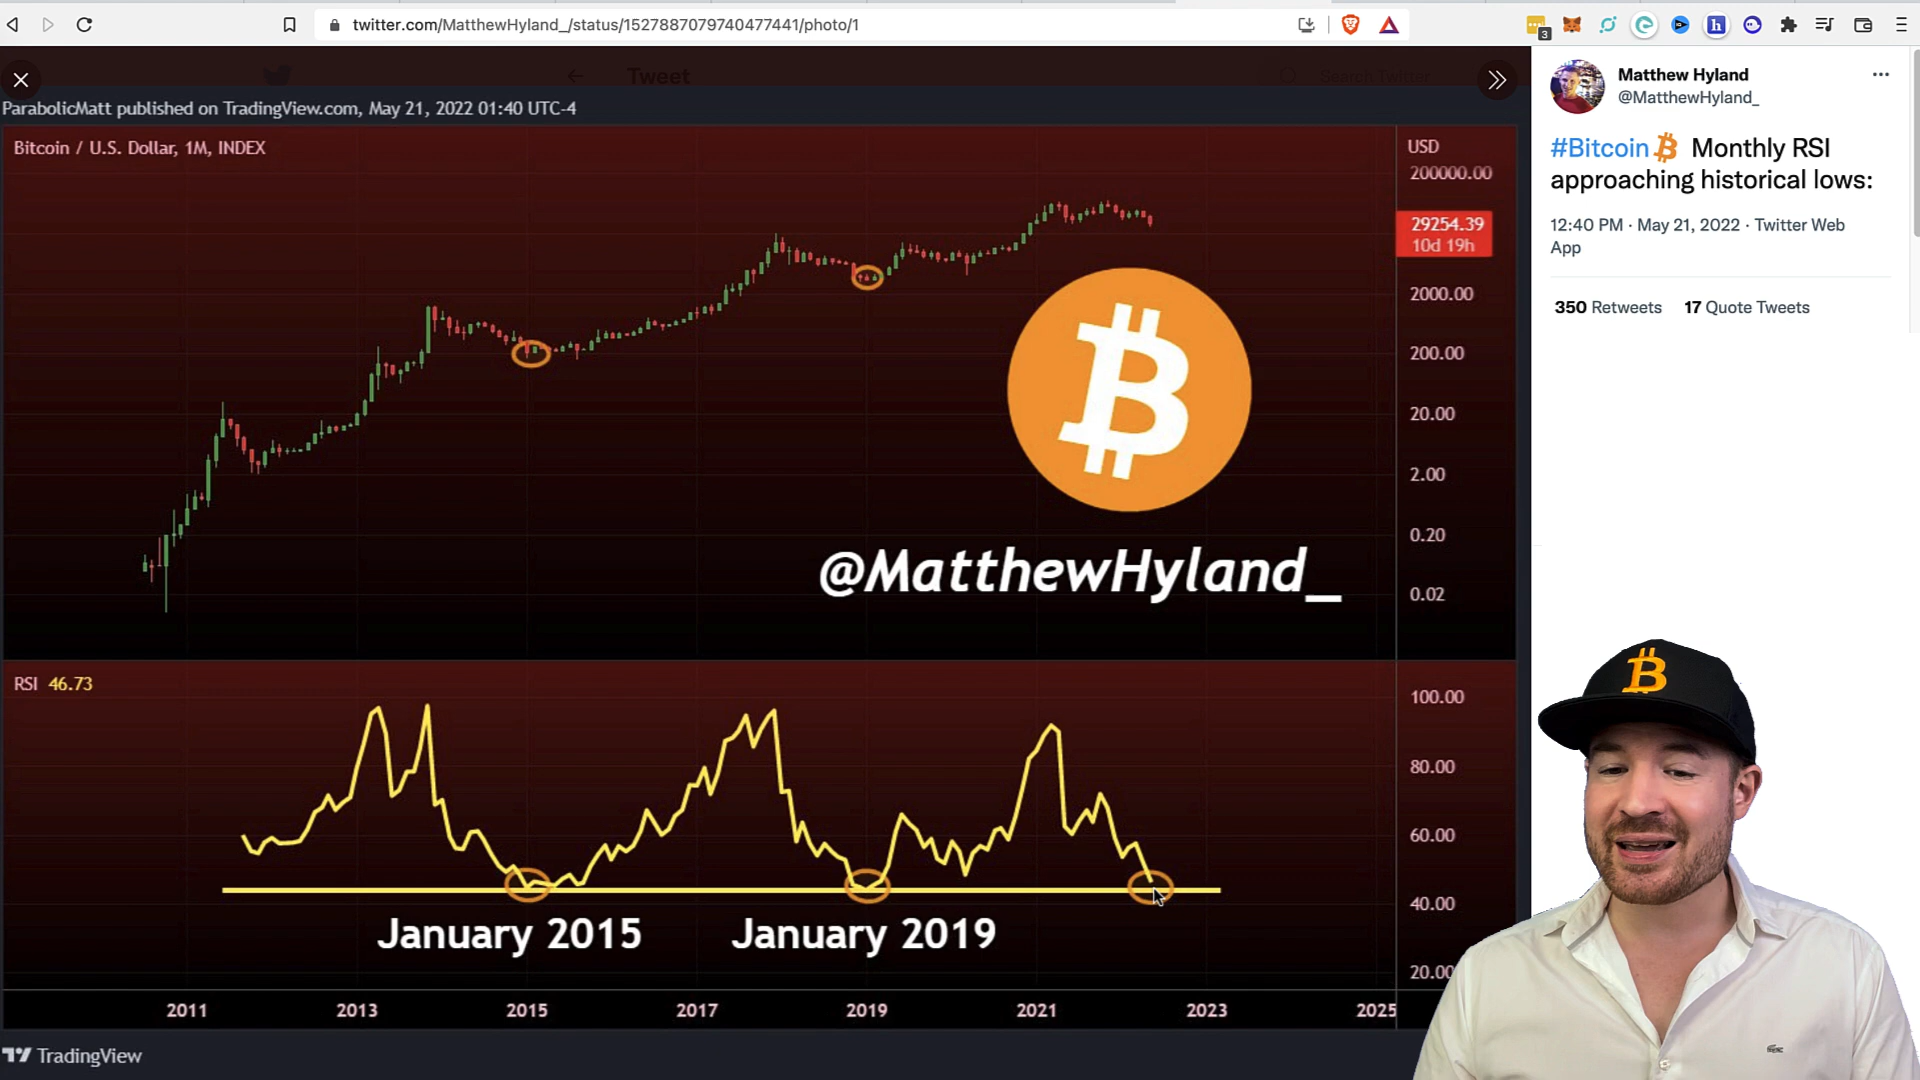 twitter.com/MatthewHyland_/status/1527887079740477441/photo/1
3
Tweet
Search Twitter
ParabolicMatt published on TradingView.com, May 21, 2022 01:40 UTC-4
Bitcoin / U.S. Dollar, 1M, INDEX
USD
200000.00
29254.39
10d 19h
2000.00
200.00
20.00
2.00
0.20
0.02
@MatthewHyland_
RSI 46.73
100.00
80.00
60.00
40.00
20.00
January 2015
January 2019
2011
2013
2015
2017
2019
2021
2023
2025
TradingView
Matthew Hyland
@MatthewHyland_
#Bitcoin Monthly RSI
approaching historical lows:
12:40 PM · May 21, 2022 · Twitter Web
App
350 Retweets 17 Quote Tweets